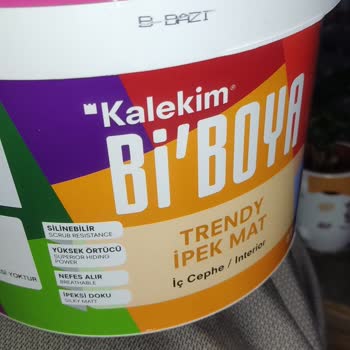 B-BAZI
Kalekim®
Bi'BOYA
TRENDY
İPEK MAT
İç Cephe / Interior
SİLİNEBİLİR
SCRUB RESISTANCE
YÜKSEK ÖRTÜCÜ
SUPERIOR HIDING
POWER
NEFES ALIR
BREATHABLE
İPEKSİ DOKU
SILKY MATT
YOKTUR